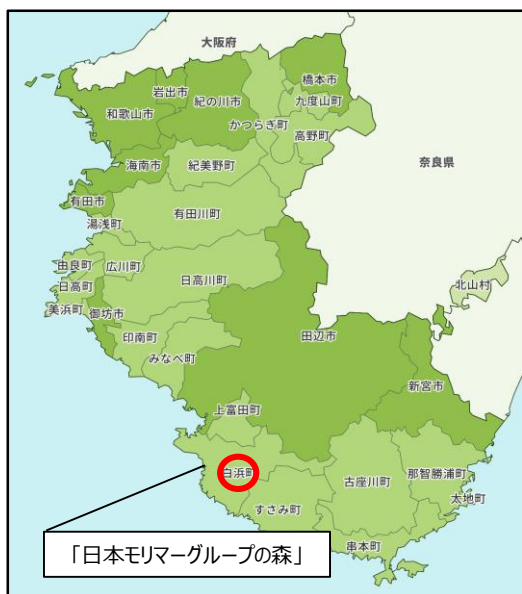 大阪府
橋本市
岩出市
紀の川市
九度山町
和歌山市
かつらぎ町
高野町
海南市
紀美野町
奈良県
有田市
有田川町
湯浅町
由良町
広川町
日高川町
北山村
日高町
美浜町
御坊市
田辺市
印南町
みなべ町
新宮市
上富田町
白浜町
古座川町
那智勝浦町
太地町
すさみ町
串本町
「日本モリマーグループの森」